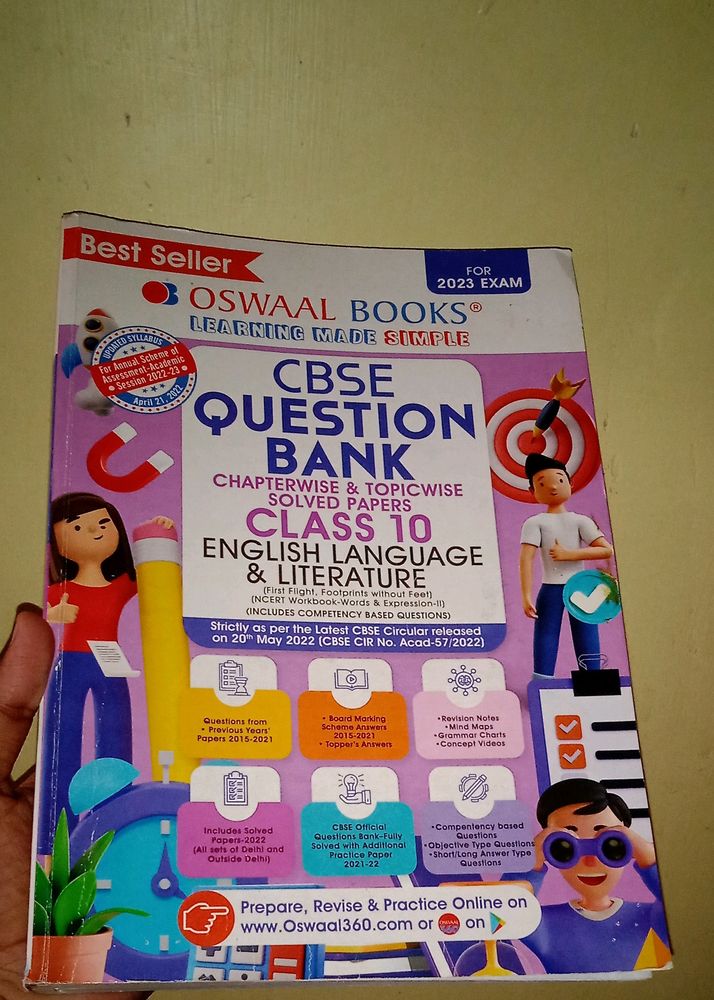 Best Seller
FOR
2023 EXAM
OSWAAL BOOKS®
LEARNING MADE SIMPLE
UPDATED SYLLABUS
For Annual Scheme of
Assessment-Academic
Session 2022-23
April 21, 2022
CBSE
QUESTION
BANK
CHAPTERWISE & TOPICWISE
SOLVED PAPERS
CLASS 10
ENGLISH LANGUAGE
& LITERATURE
(First Flight, Footprints without Feet)
(NCERT Workbook-Words & Expression-II)
(INCLUDES COMPETENCY BASED QUESTIONS)
Strictly as per the Latest CBSE Circular released
on 20th May 2022 (CBSE CIR No. Acad-57/2022)
Questions from
• Previous Years'
Papers 2015-2021
• Board Marking
Scheme Answers
2015-2021
• Topper's Answers
• Revision Notes
• Mind Maps
• Grammar Charts
• Concept Videos
Includes Solved
Papers-2022
(All sets of Delhi and
Outside Delhi)
CBSE Official
Questions Bank-Fully
Solved with Additional
Practice Paper
2021-22
• Compentency based
Questions
• Objective Type Questions
• Short/Long Answer Type
Questions
Prepare, Revise & Practice Online on
www.Oswaal360.com or OSWAAL 360 on